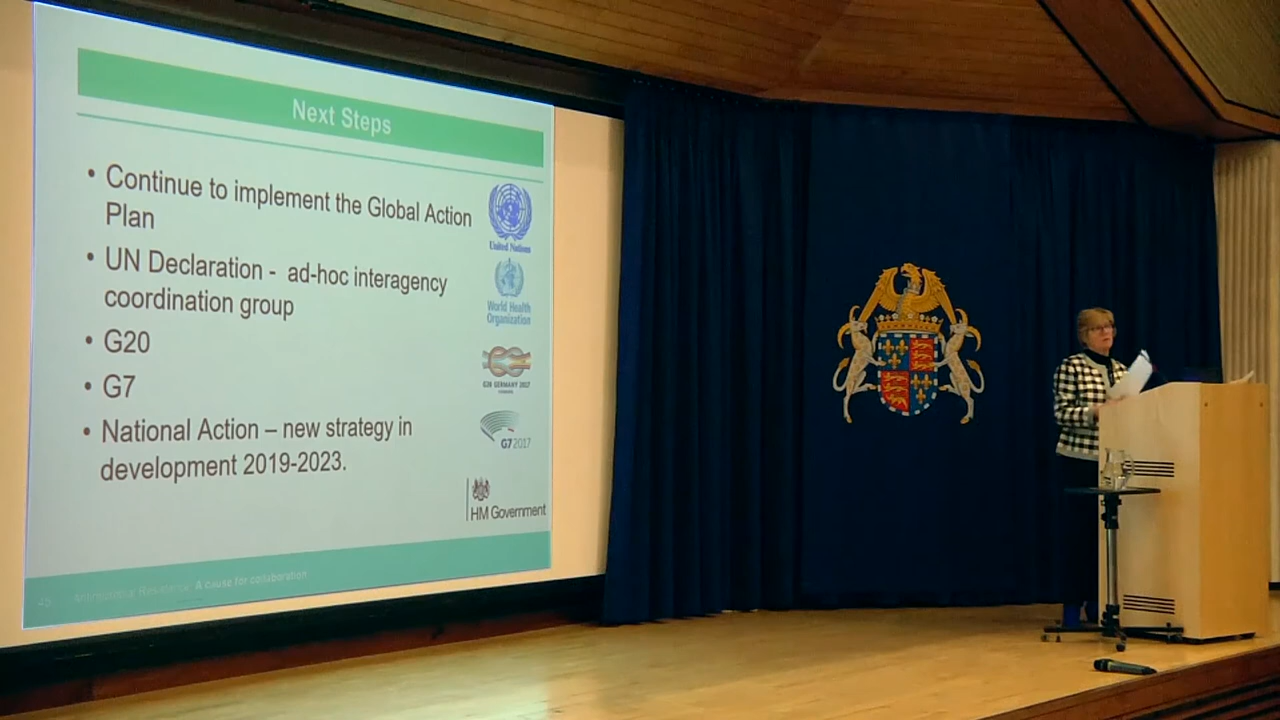 Next Steps
• Continue to implement the Global Action
Plan
• UN Declaration - ad-hoc interagency
coordination group
• G20
• G7
• National Action – new strategy in
development 2019-2023.
United Nations
World Health
Organization
G20 GERMANY 2017
G7 2017
HM Government
A cause for collaboration